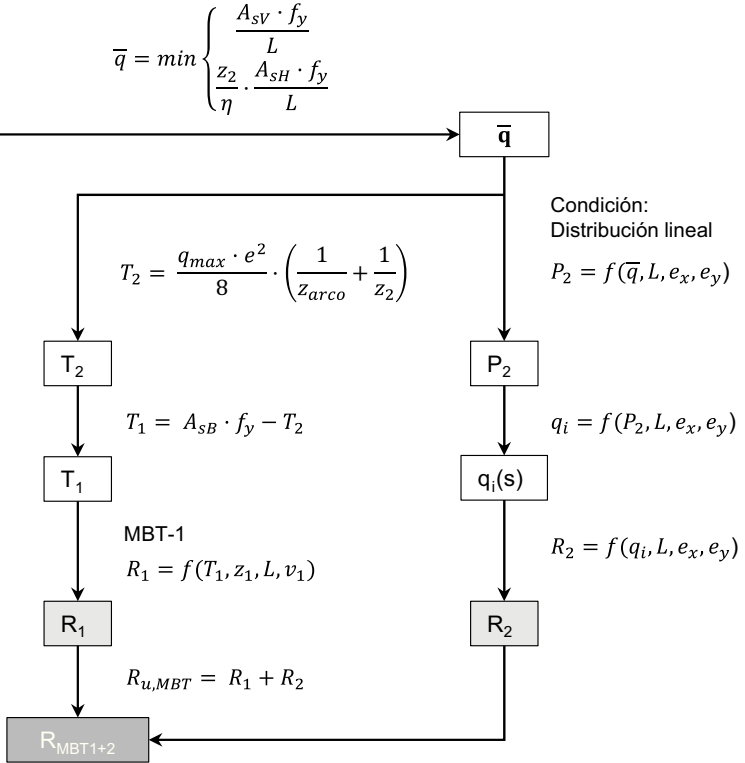 q̅ = min { A_sV · f_y / L
z_2 / η · A_sH · f_y / L
q̅
Condición:
Distribución lineal
P_2 = f(q̅, L, e_x, e_y)
T_2 = q_max · e^2 / 8 · (1 / z_arco + 1 / z_2)
T_2
P_2
T_1 = A_sB · f_y − T_2
q_i = f(P_2, L, e_x, e_y)
T_1
q_i(s)
MBT-1
R_1 = f(T_1, z_1, L, v_1)
R_2 = f(q_i, L, e_x, e_y)
R_1
R_2
R_u,MBT = R_1 + R_2
R_MBT1+2